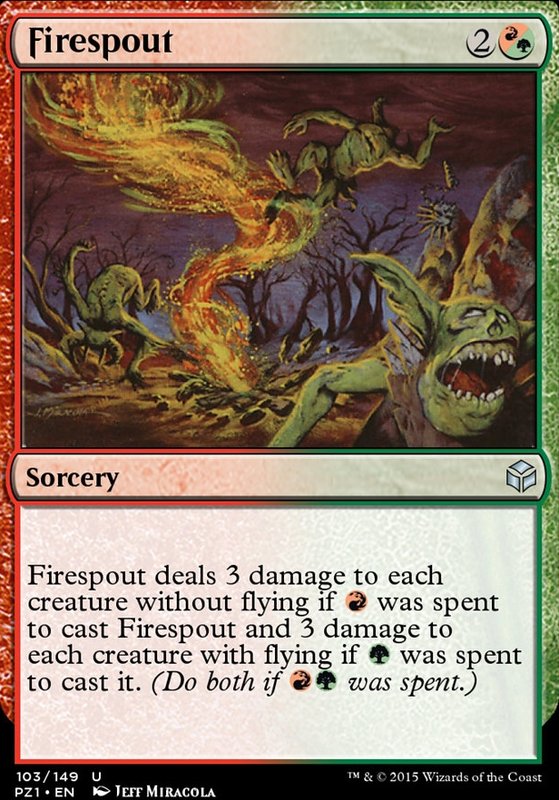 Firespout 2
Sorcery
Firespout deals 3 damage to each
creature without flying if was spent
to cast Firespout and 3 damage to
each creature with flying if was spent
to cast it. (Do both if was spent.)
103/149 U
PZ1 • EN Jeff Miracola
™ & © 2015 Wizards of the Coast